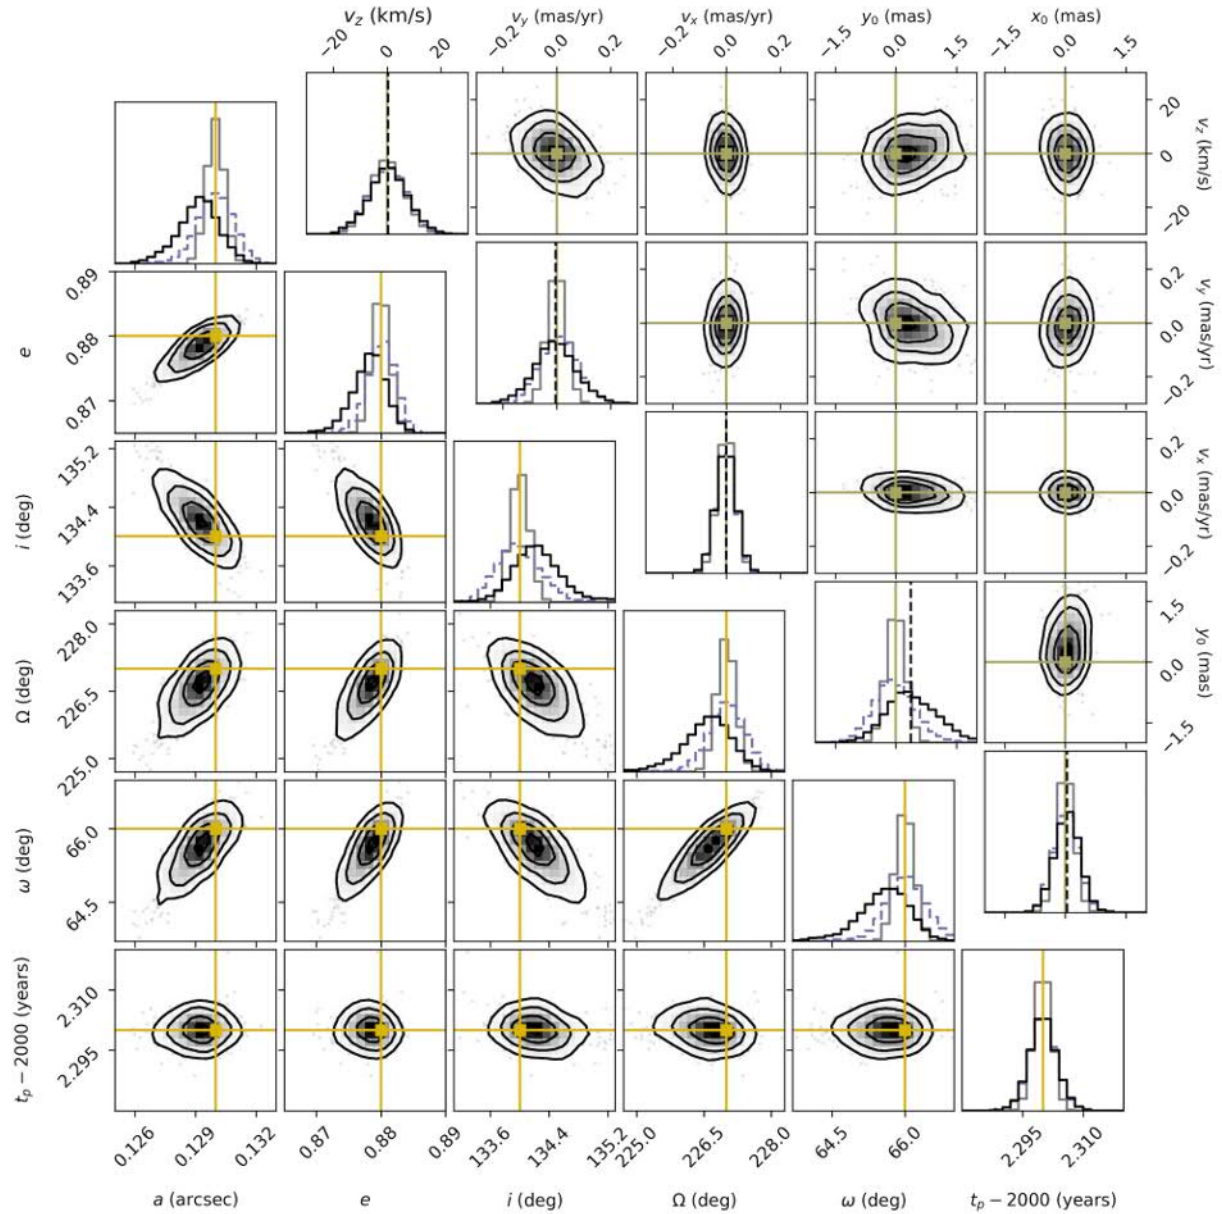 v_z (km/s) v_y (mas/yr) v_x (mas/yr) y_0 (mas) x_0 (mas)
−20 0 20 −0.2 0.0 0.2 −0.2 0.0 0.2 −1.5 0.0 1.5 −1.5 0.0 1.5
20 0 −20 v_z (km/s)
e 0.89 0.88 0.87
0.2 0.0 −0.2 v_y (mas/yr)
i (deg) 135.2 134.4 133.6
0.2 0.0 −0.2 v_x (mas/yr)
Ω (deg) 228.0 226.5 225.0
1.5 0.0 −1.5 y_0 (mas)
ω (deg) 66.0 64.5
t_p − 2000 (years) 2.310 2.295
0.126 0.129 0.132 0.87 0.88 0.89 133.6 134.4 135.2 225.0 226.5 228.0 64.5 66.0 2.295 2.310
a (arcsec) e i (deg) Ω (deg) ω (deg) t_p − 2000 (years)